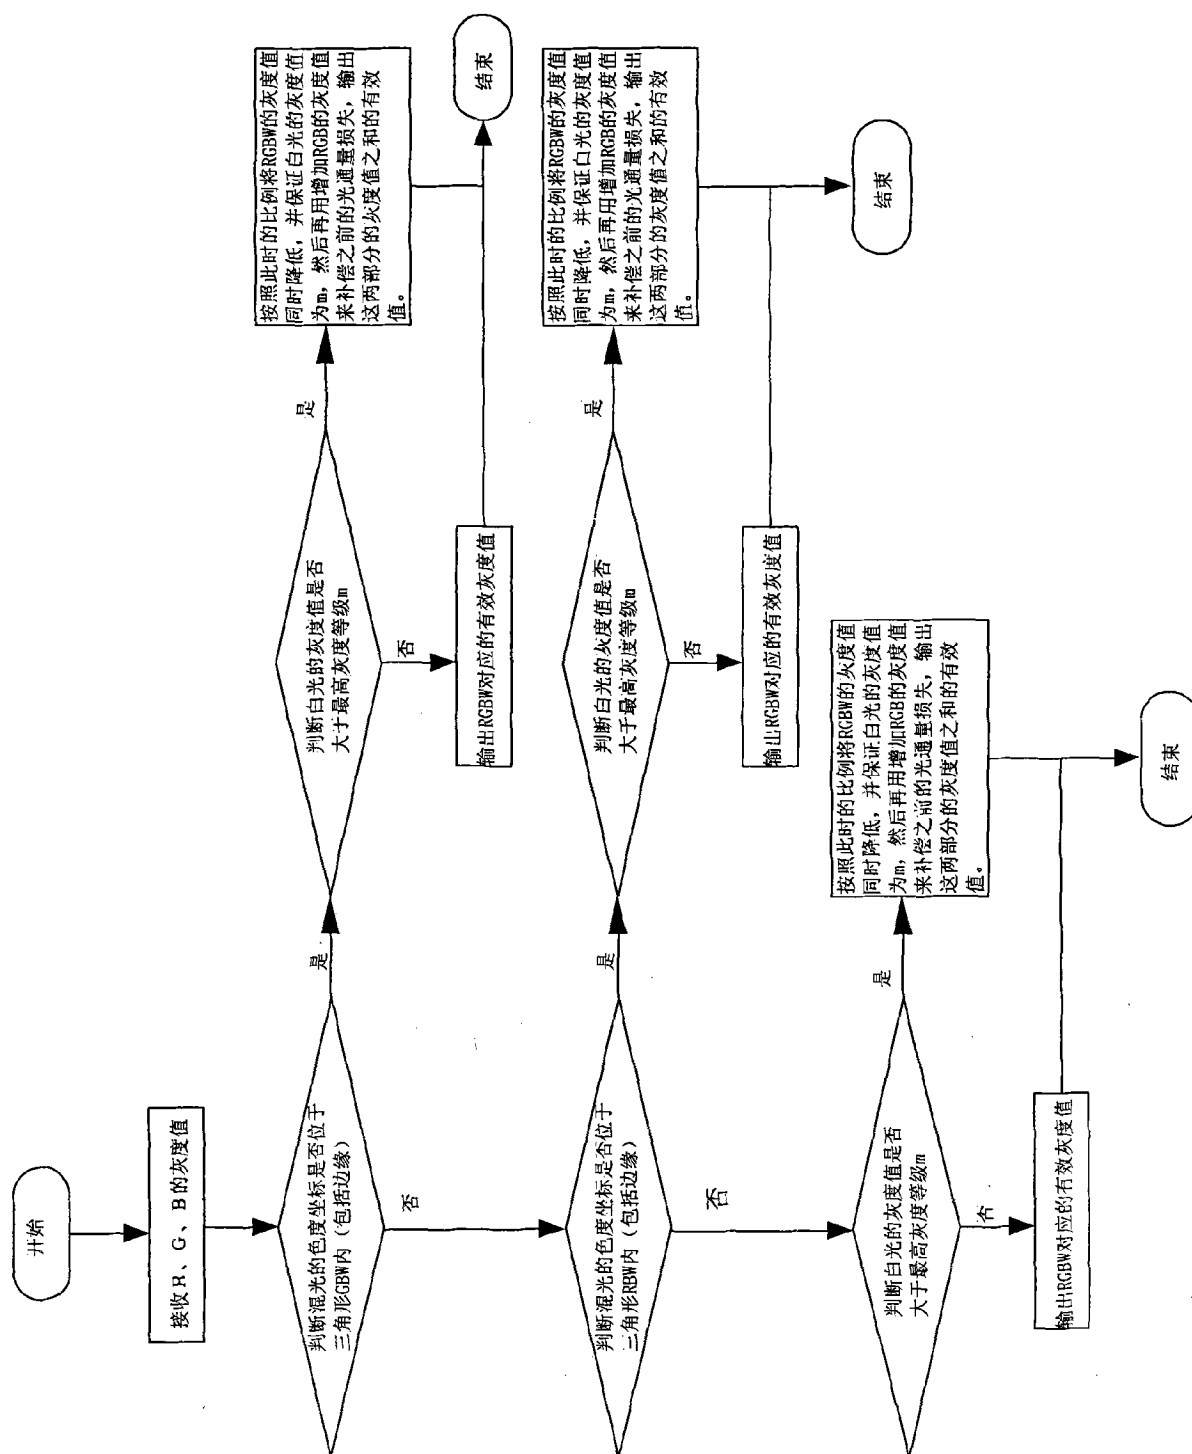 开始
接收R、G、B的灰度值
判断混光的色度坐标是否位于
三角形GBW内（包括边缘）
是
否
判断白光的灰度值是否
大于最高灰度等级m
是
否
按照此时的比例将RGBW的灰度值
同时降低，并保证白光的灰度值
为m，然后再用增加RGB的灰度值
来补偿之前的光通量损失，输出
这两部分的灰度值之和的有效
值。
输出RGBW对应的有效灰度值
结束
判断混光的色度坐标是否位于
三角形RBW内（包括边缘）
是
否
判断白光的灰度值是否
大于最高灰度等级m
是
否
按照此时的比例将RGBW的灰度值
同时降低，并保证白光的灰度值
为m，然后再用增加RGB的灰度值
来补偿之前的光通量损失，输出
这两部分的灰度值之和的有效
值。
输出RGBW对应的有效灰度值
结束
判断白光的灰度值是否
大于最高灰度等级m
是
否
按照此时的比例将RGBW的灰度值
同时降低，并保证白光的灰度值
为m，然后再用增加RGB的灰度值
来补偿之前的光通量损失，输出
这两部分的灰度值之和的有效
值。
输出RGBW对应的有效灰度值
结束